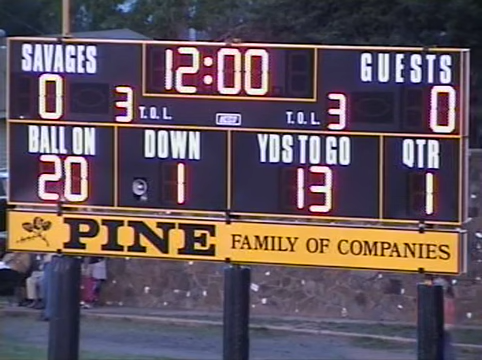 SAVAGES 12:00 GUESTS
0 3 T.O.L. T.O.L. 3 0
BALL ON DOWN YDS TO GO QTR
20 1 13 1
PINE FAMILY OF COMPANIES